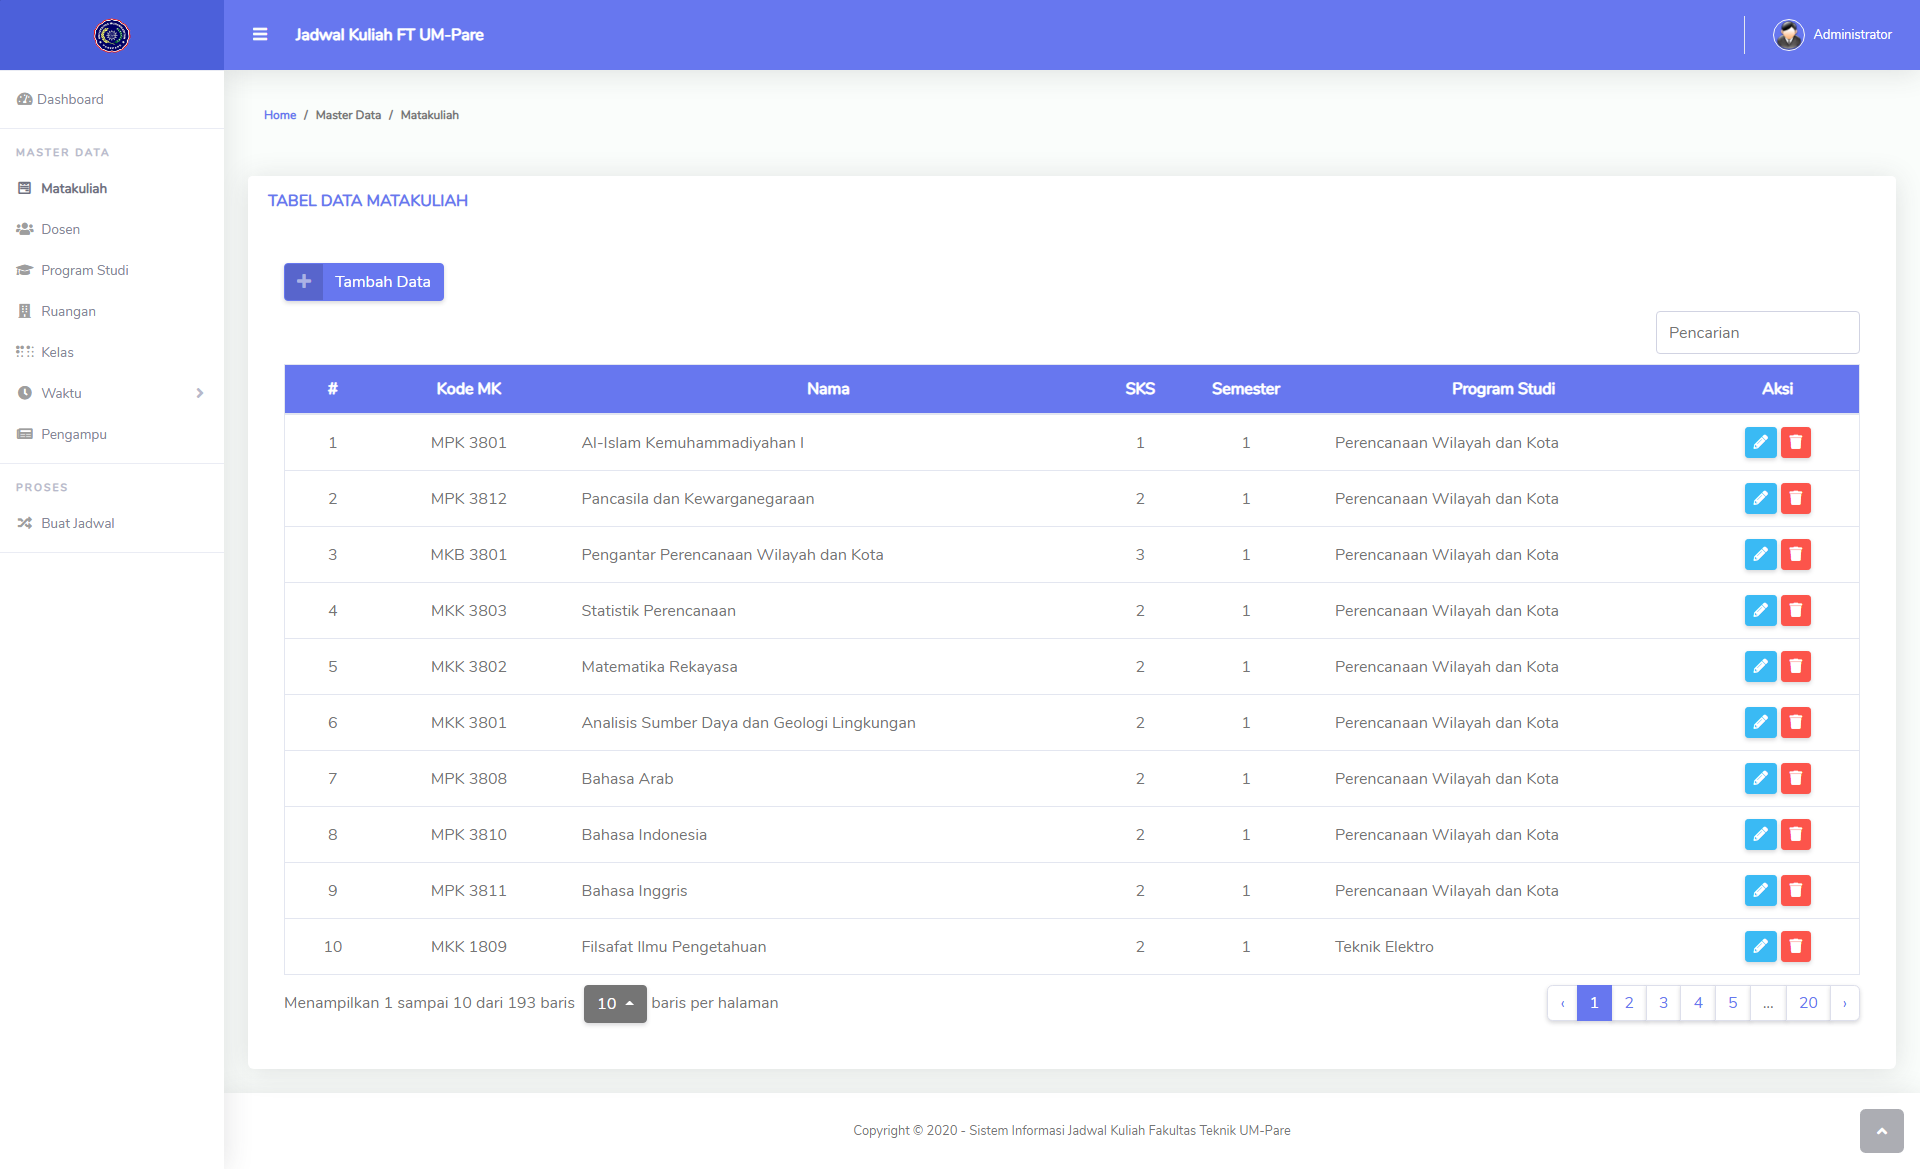 Jadwal Kuliah FT UM-Pare
Administrator
Dashboard
MASTER DATA
Matakuliah
Dosen
Program Studi
Ruangan
Kelas
Waktu
Pengampu
PROSES
Buat Jadwal
Home / Master Data / Matakuliah
TABEL DATA MATAKULIAH
Tambah Data
Pencarian
# Kode MK Nama SKS Semester Program Studi Aksi
1 MPK 3801 Al-Islam Kemuhammadiyahan I 1 1 Perencanaan Wilayah dan Kota
2 MPK 3812 Pancasila dan Kewarganegaraan 2 1 Perencanaan Wilayah dan Kota
3 MKB 3801 Pengantar Perencanaan Wilayah dan Kota 3 1 Perencanaan Wilayah dan Kota
4 MKK 3803 Statistik Perencanaan 2 1 Perencanaan Wilayah dan Kota
5 MKK 3802 Matematika Rekayasa 2 1 Perencanaan Wilayah dan Kota
6 MKK 3801 Analisis Sumber Daya dan Geologi Lingkungan 2 1 Perencanaan Wilayah dan Kota
7 MPK 3808 Bahasa Arab 2 1 Perencanaan Wilayah dan Kota
8 MPK 3810 Bahasa Indonesia 2 1 Perencanaan Wilayah dan Kota
9 MPK 3811 Bahasa Inggris 2 1 Perencanaan Wilayah dan Kota
10 MKK 1809 Filsafat Ilmu Pengetahuan 2 1 Teknik Elektro
Menampilkan 1 sampai 10 dari 193 baris 10 baris per halaman
‹ 1 2 3 4 5 ... 20 ›
Copyright © 2020 - Sistem Informasi Jadwal Kuliah Fakultas Teknik UM-Pare